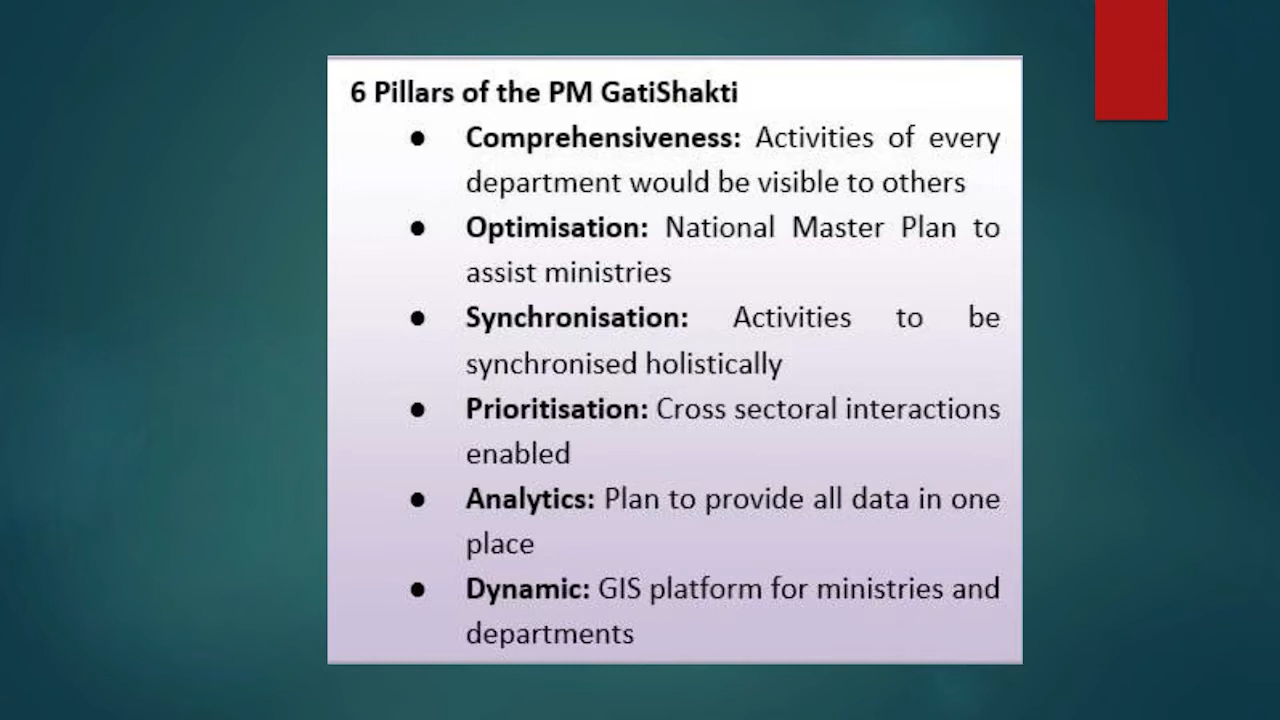 6 Pillars of the PM GatiShakti
● Comprehensiveness: Activities of every
department would be visible to others
● Optimisation: National Master Plan to
assist ministries
● Synchronisation: Activities to be
synchronised holistically
● Prioritisation: Cross sectoral interactions
enabled
● Analytics: Plan to provide all data in one
place
● Dynamic: GIS platform for ministries and
departments